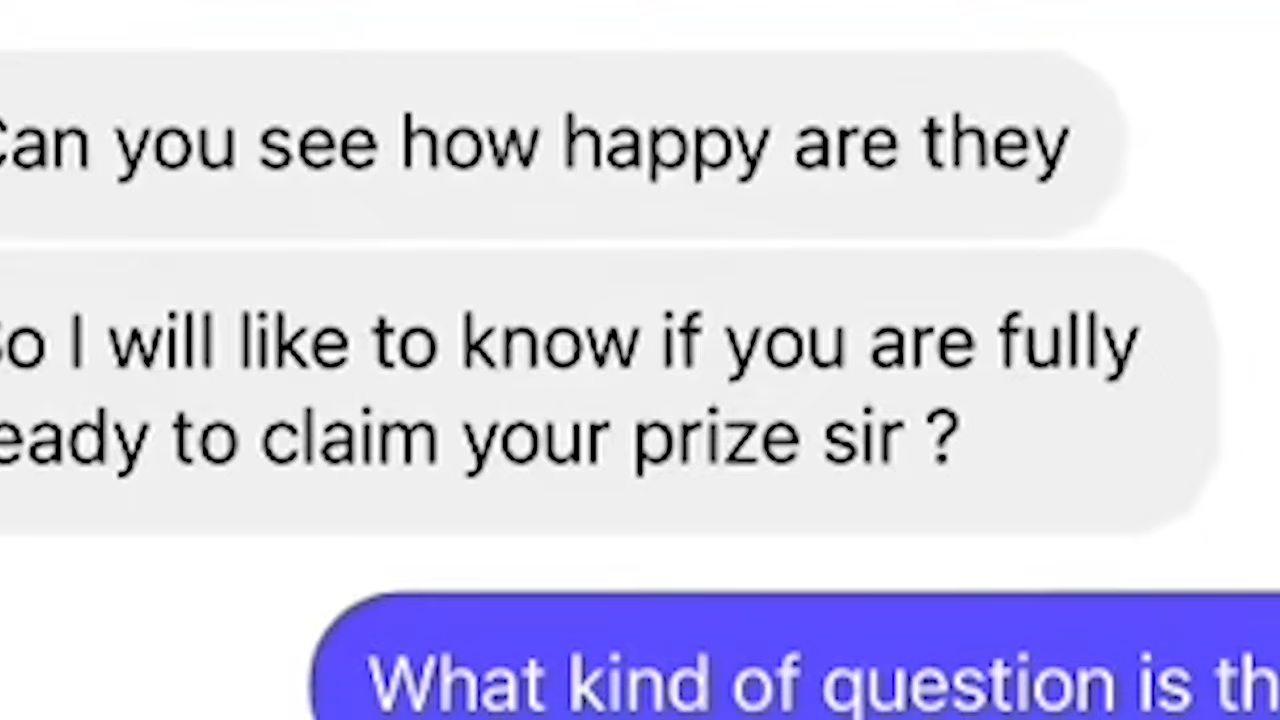 Can you see how happy are they
So I will like to know if you are fully
ready to claim your prize sir ?
What kind of question is